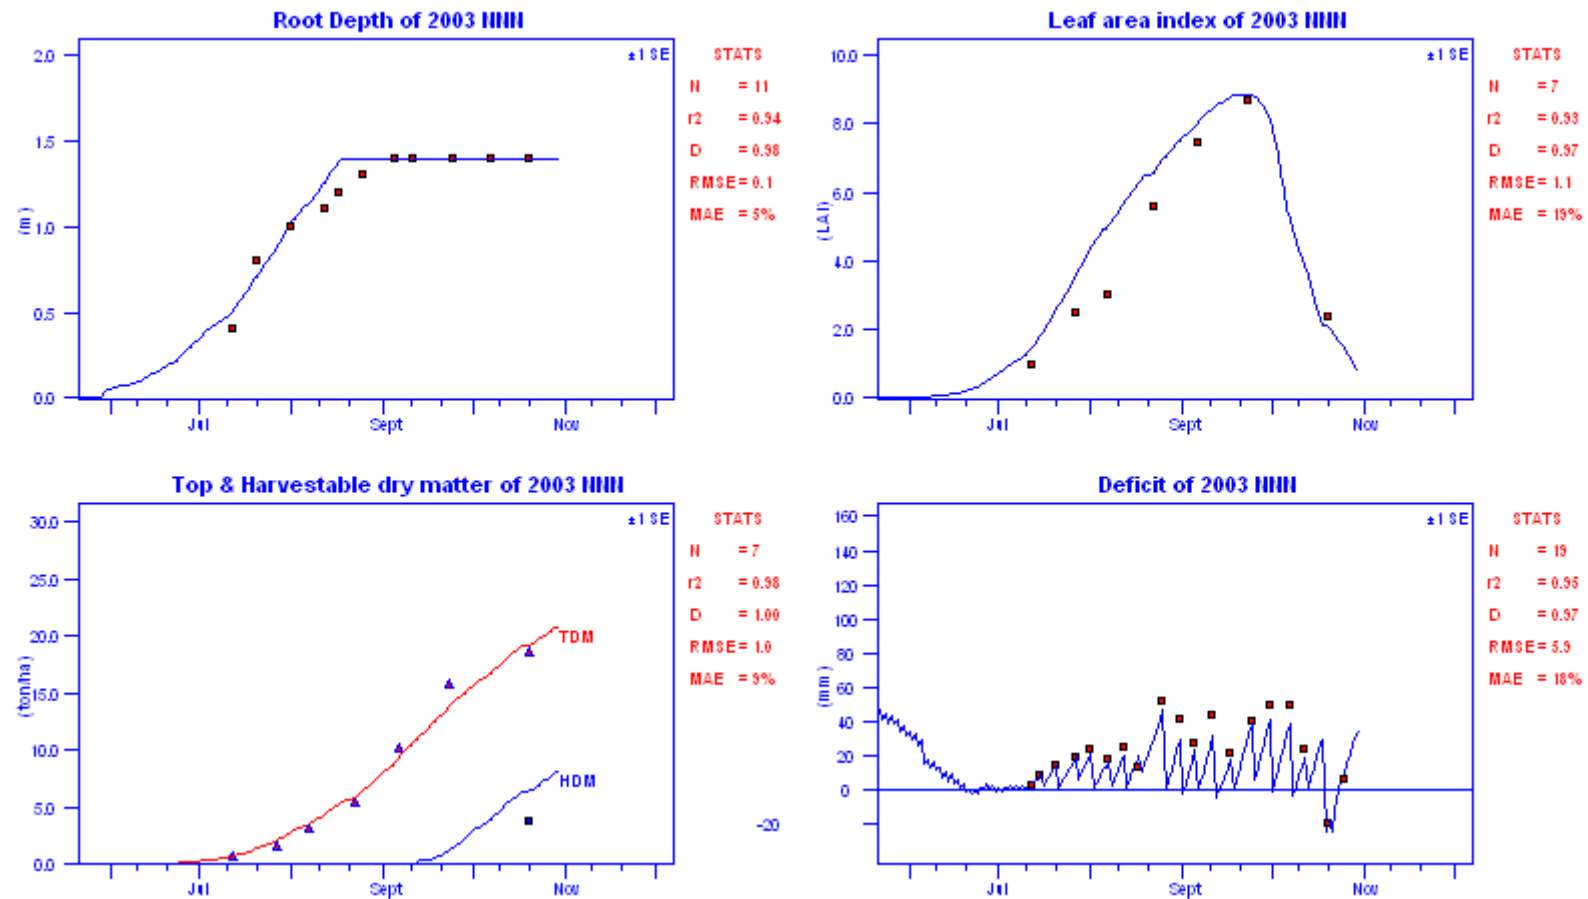 Root Depth of 2003 NNN
±1 SE
2.0
1.5
1.0
0.5
0.0
(m)
Jul
Sept
Nov
STATS
N = 11
r2 = 0.94
D = 0.98
RMSE= 0.1
MAE = 5%
Leaf area index of 2003 NNN
±1 SE
10.0
8.0
6.0
4.0
2.0
0.0
(LAI)
Jul
Sept
Nov
STATS
N = 7
r2 = 0.93
D = 0.97
RMSE= 1.1
MAE = 19%
Top & Harvestable dry matter of 2003 NNN
±1 SE
30.0
25.0
20.0
15.0
10.0
5.0
0.0
(ton/ha)
TDM
HDM
Jul
Sept
Nov
STATS
N = 7
r2 = 0.98
D = 1.00
RMSE= 1.0
MAE = 9%
Deficit of 2003 NNN
±1 SE
160
140
120
100
80
60
40
20
0
-20
(mm)
Jul
Sept
Nov
STATS
N = 19
r2 = 0.95
D = 0.97
RMSE= 5.9
MAE = 18%